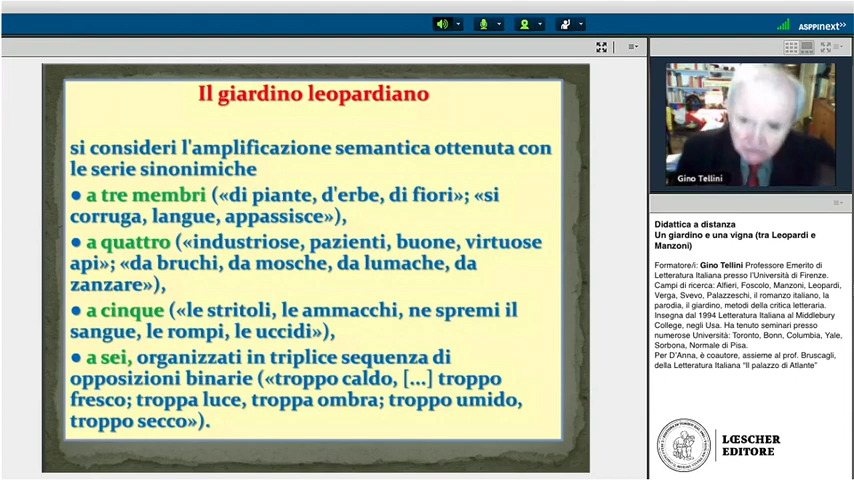 ASPPInext>>
Il giardino leopardiano
si consideri l'amplificazione semantica ottenuta con
le serie sinonimiche
● a tre membri («di piante, d'erbe, di fiori»; «si
corruga, langue, appassisce»),
● a quattro («industriose, pazienti, buone, virtuose
api»; «da bruchi, da mosche, da lumache, da
zanzare»),
● a cinque («le stritoli, le ammacchi, ne spremi il
sangue, le rompi, le uccidi»),
● a sei, organizzati in triplice sequenza di
opposizioni binarie («troppo caldo, [...] troppo
fresco; troppa luce, troppa ombra; troppo umido,
troppo secco»).
Gino Tellini
Didattica a distanza
Un giardino e una vigna (tra Leopardi e
Manzoni)
Formatore/i: Gino Tellini Professore Emerito di
Letteratura Italiana presso l'Università di Firenze.
Campi di ricerca: Alfieri, Foscolo, Manzoni, Leopardi,
Verga, Svevo, Palazzeschi, il romanzo italiano, la
parodia, il giardino, metodi della critica letteraria.
Insegna dal 1994 Letteratura Italiana al Middlebury
College, negli Usa. Ha tenuto seminari presso
numerose Università: Toronto, Bonn, Columbia, Yale,
Sorbona, Normale di Pisa.
Per D'Anna, è coautore, assieme al prof. Bruscagli,
della Letteratura Italiana "Il palazzo di Atlante"
LŒSCHER
EDITORE